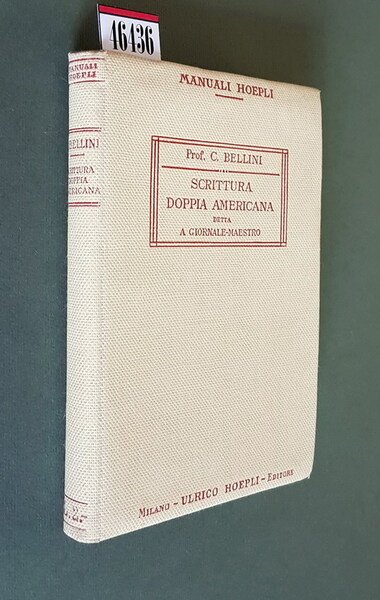 46436
MANUALI
HOEPLI
BELLINI
SCRITTURA
DOPPIA
AMERICANA
L.2.-
MANUALI HOEPLI
Prof. C. BELLINI
SCRITTURA
DOPPIA AMERICANA
DETTA
A GIORNALE-MAESTRO
MILANO - ULRICO HOEPLI - EDITORE